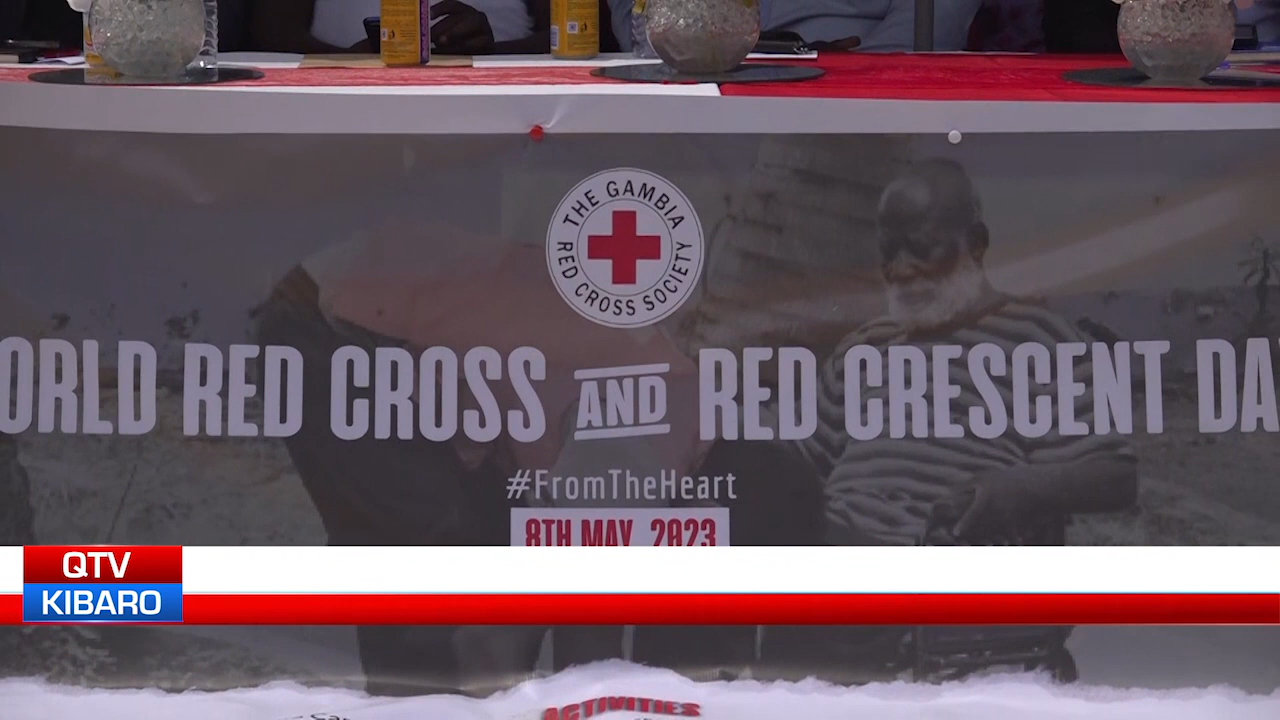 THE GAMBIA
RED CROSS SOCIETY
ORLD RED CROSS AND RED CRESCENT DA
#FromTheHeart
8TH MAY, 2023
QTV
KIBARO
ACTIVITIES